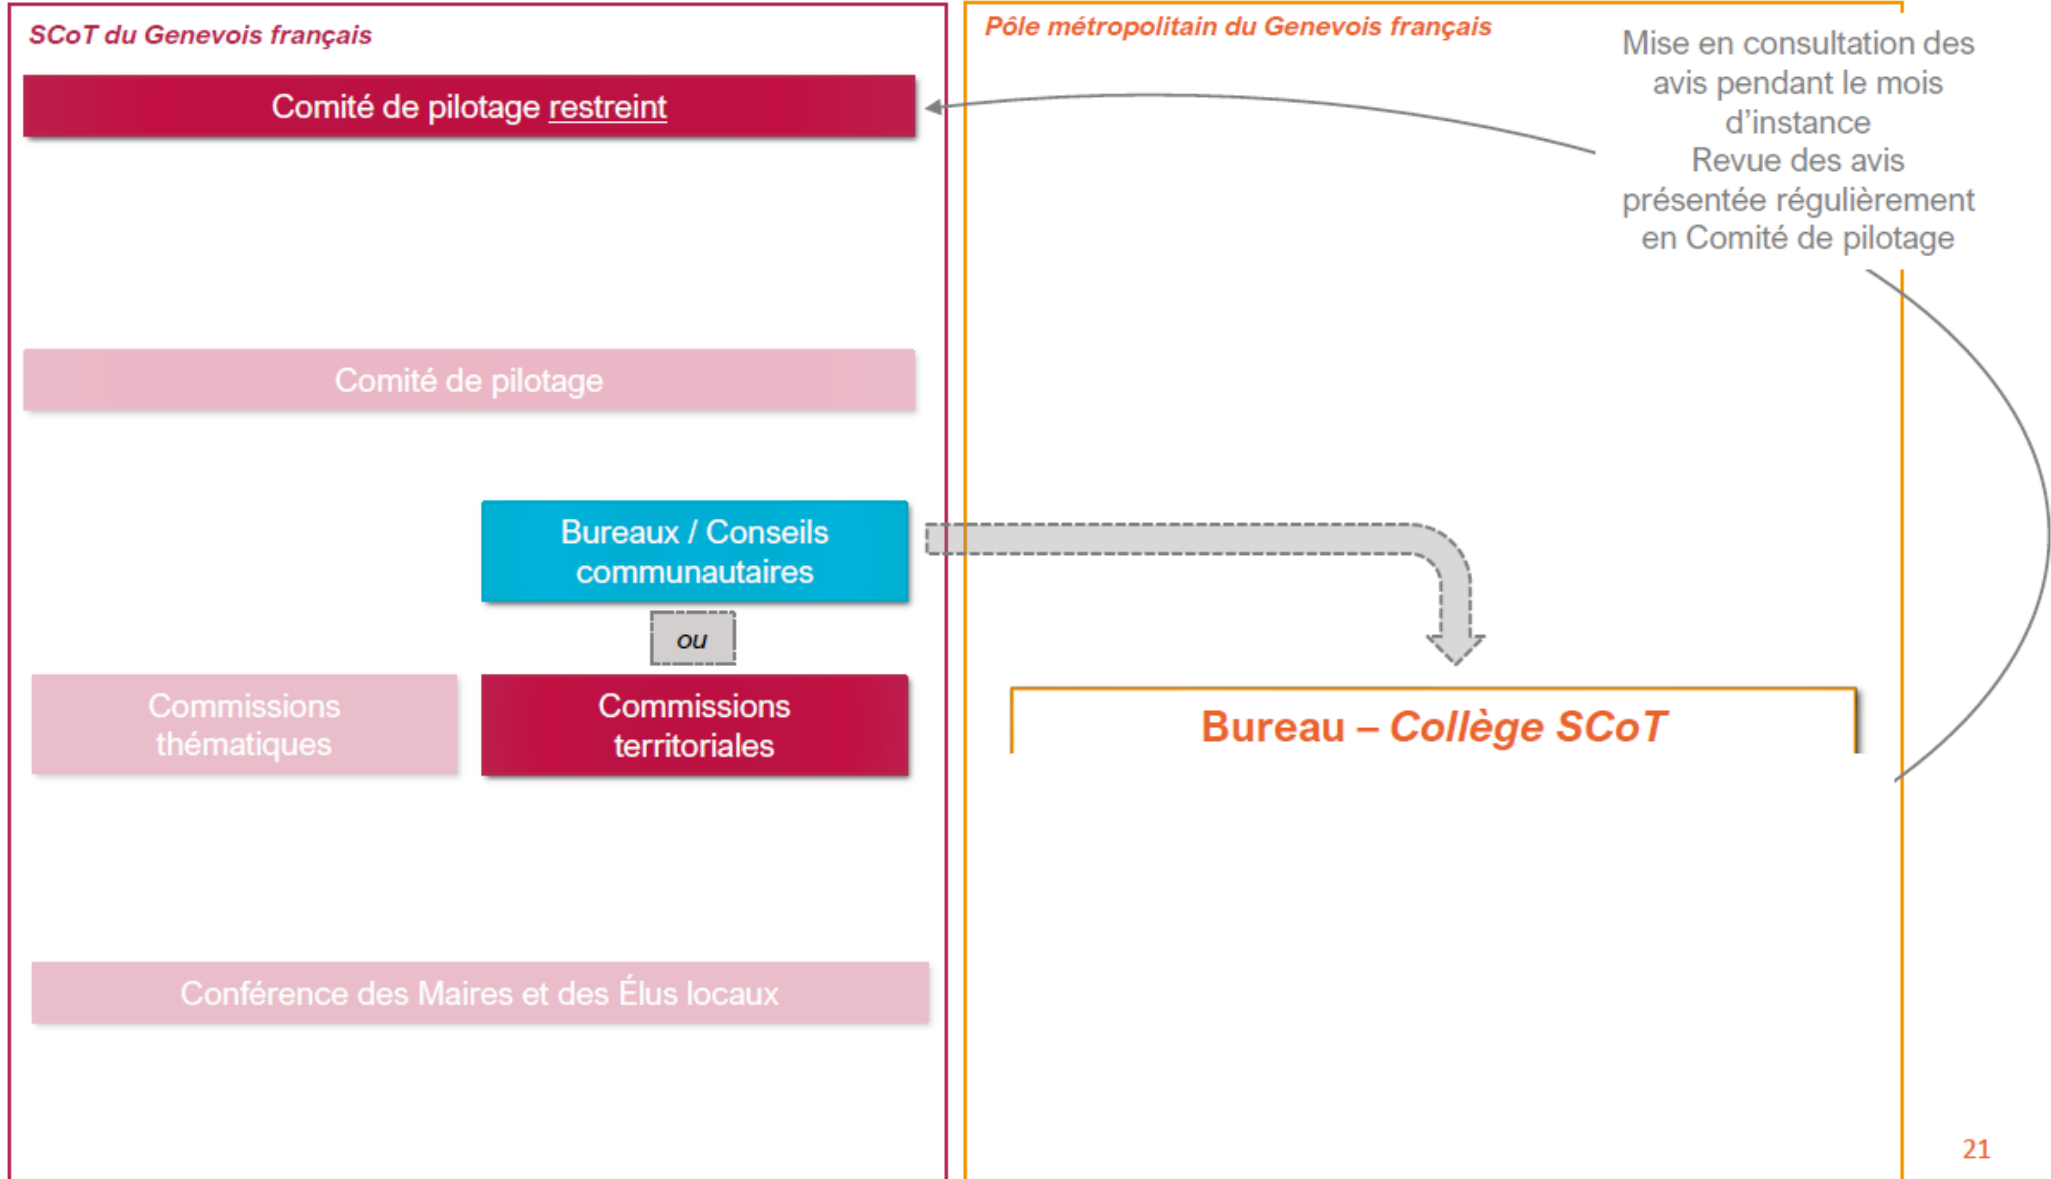 SCoT du Genevois français
Comité de pilotage restreint
Comité de pilotage
Bureaux / Conseils
communautaires
ou
Commissions
thématiques
Commissions
territoriales
Conférence des Maires et des Élus locaux
Pôle métropolitain du Genevois français
Mise en consultation des
avis pendant le mois
d’instance
Revue des avis
présentée régulièrement
en Comité de pilotage
Bureau – Collège SCoT
21